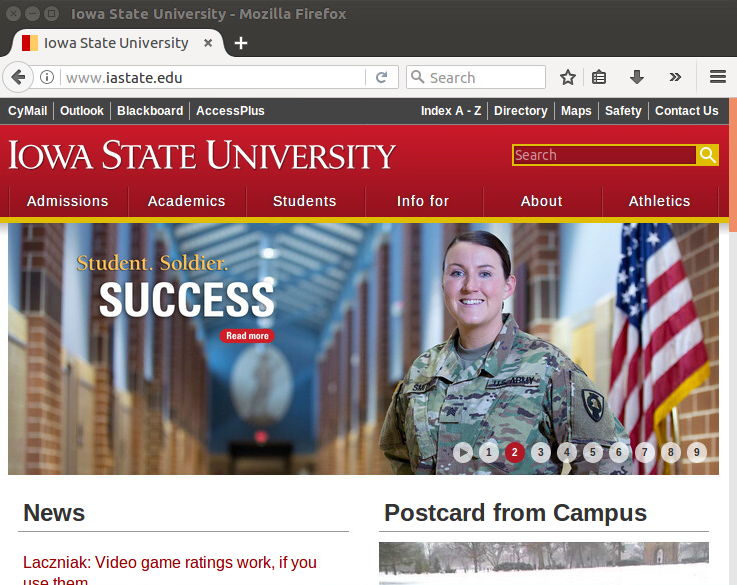 Iowa State University - Mozilla Firefox
Iowa State University
www.iastate.edu
Search
CyMail Outlook Blackboard AccessPlus Index A - Z Directory Maps Safety Contact Us
IOWA STATE UNIVERSITY
Search
Admissions Academics Students Info for About Athletics
Student. Soldier.
SUCCESS
Read more
U.S. ARMY
1 2 3 4 5 6 7 8 9
News
Postcard from Campus
Laczniak: Video game ratings work, if you
use them